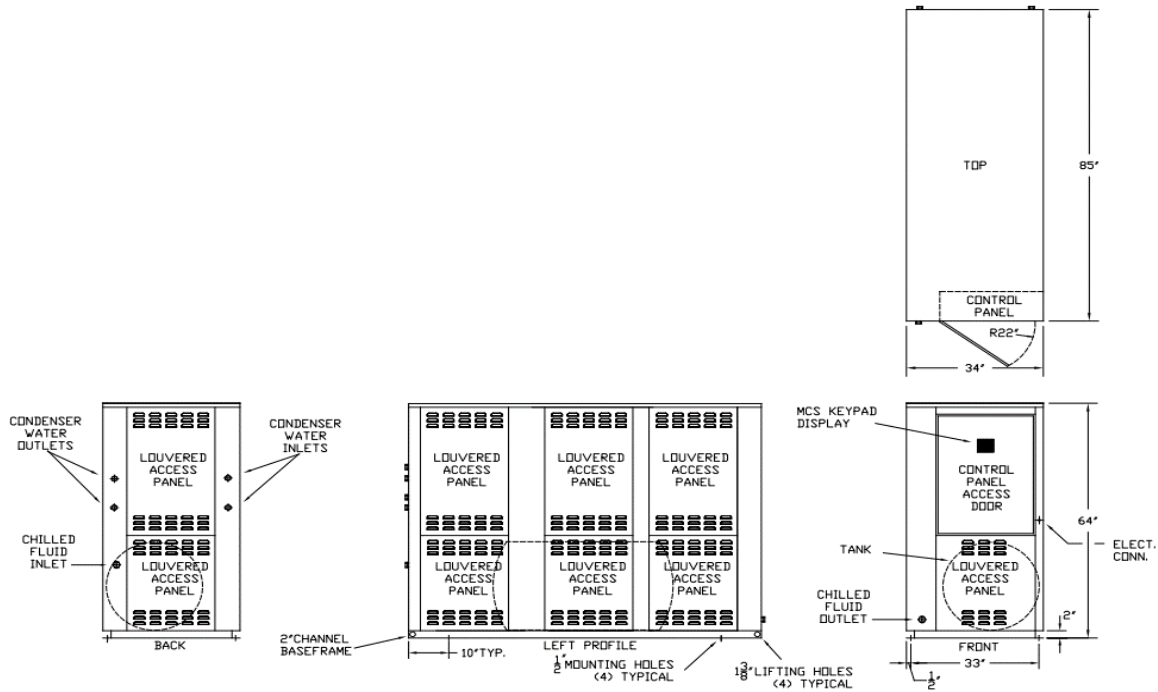 TOP
85"
CONTROL
PANEL
R22"
34"
CONDENSER
WATER
OUTLETS
CONDENSER
WATER
INLETS
LOUVERED
ACCESS
PANEL
CHILLED
FLUID
INLET
LOUVERED
ACCESS
PANEL
BACK
LOUVERED
ACCESS
PANEL
LOUVERED
ACCESS
PANEL
LOUVERED
ACCESS
PANEL
LOUVERED
ACCESS
PANEL
LOUVERED
ACCESS
PANEL
LOUVERED
ACCESS
PANEL
2"CHANNEL
BASEFRAME
10"TYP.
LEFT PROFILE
1/2"MOUNTING HOLES
(4) TYPICAL
1 3/8"LIFTING HOLES
(4) TYPICAL
MCS KEYPAD
DISPLAY
CONTROL
PANEL
ACCESS
DOOR
64"
ELECT.
CONN.
TANK
LOUVERED
ACCESS
PANEL
CHILLED
FLUID
OUTLET
2"
FRONT
33"
1/2"